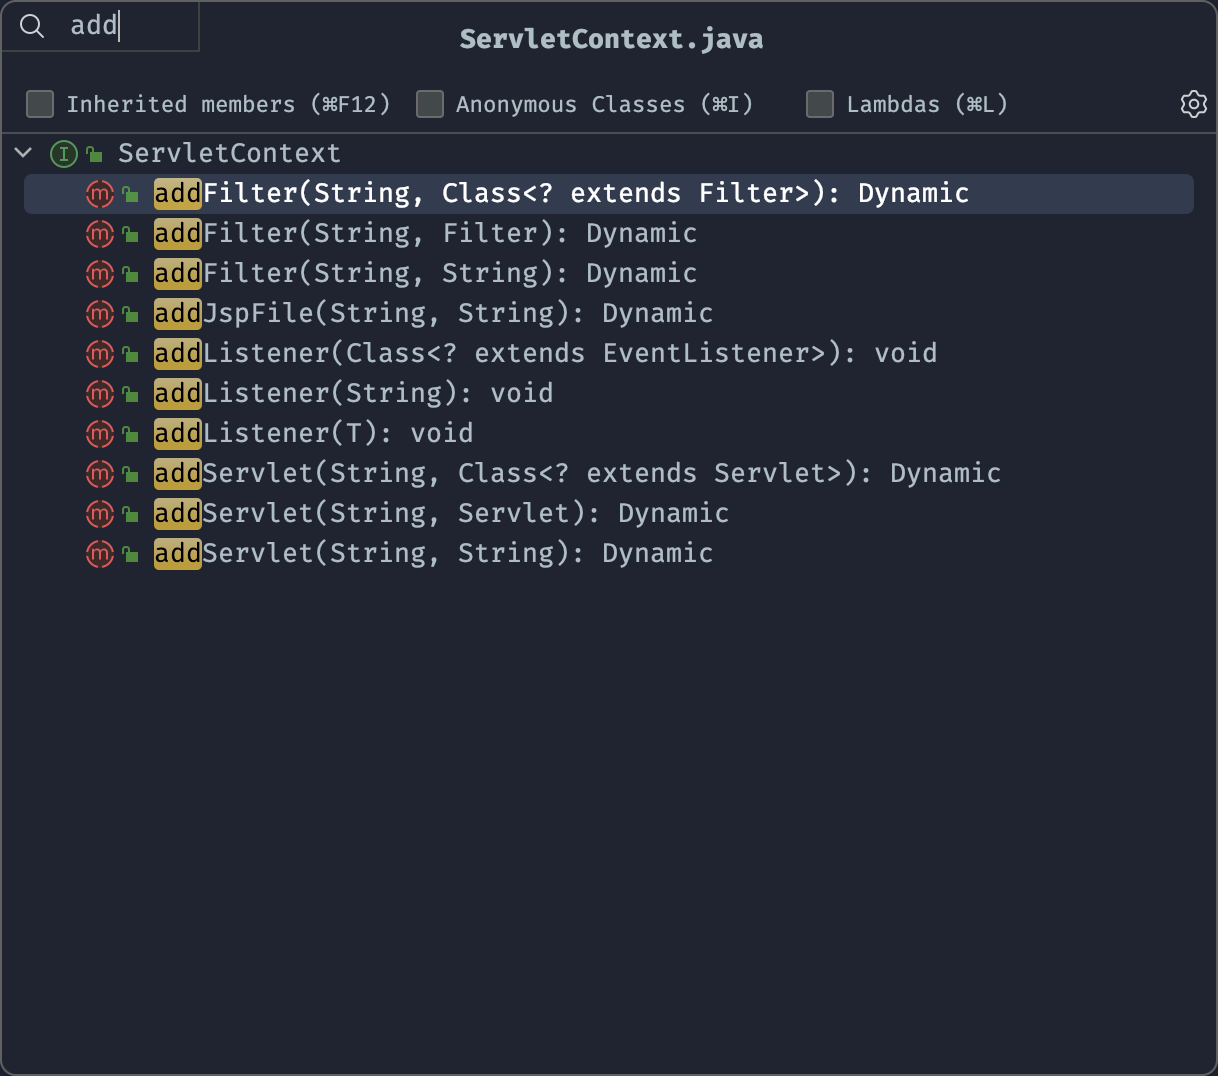 add
ServletContext.java
Inherited members (⌘F12) Anonymous Classes (⌘I) Lambdas (⌘L)
I ServletContext
m addFilter(String, Class<? extends Filter>): Dynamic
m addFilter(String, Filter): Dynamic
m addFilter(String, String): Dynamic
m addJspFile(String, String): Dynamic
m addListener(Class<? extends EventListener>): void
m addListener(String): void
m addListener(T): void
m addServlet(String, Class<? extends Servlet>): Dynamic
m addServlet(String, Servlet): Dynamic
m addServlet(String, String): Dynamic